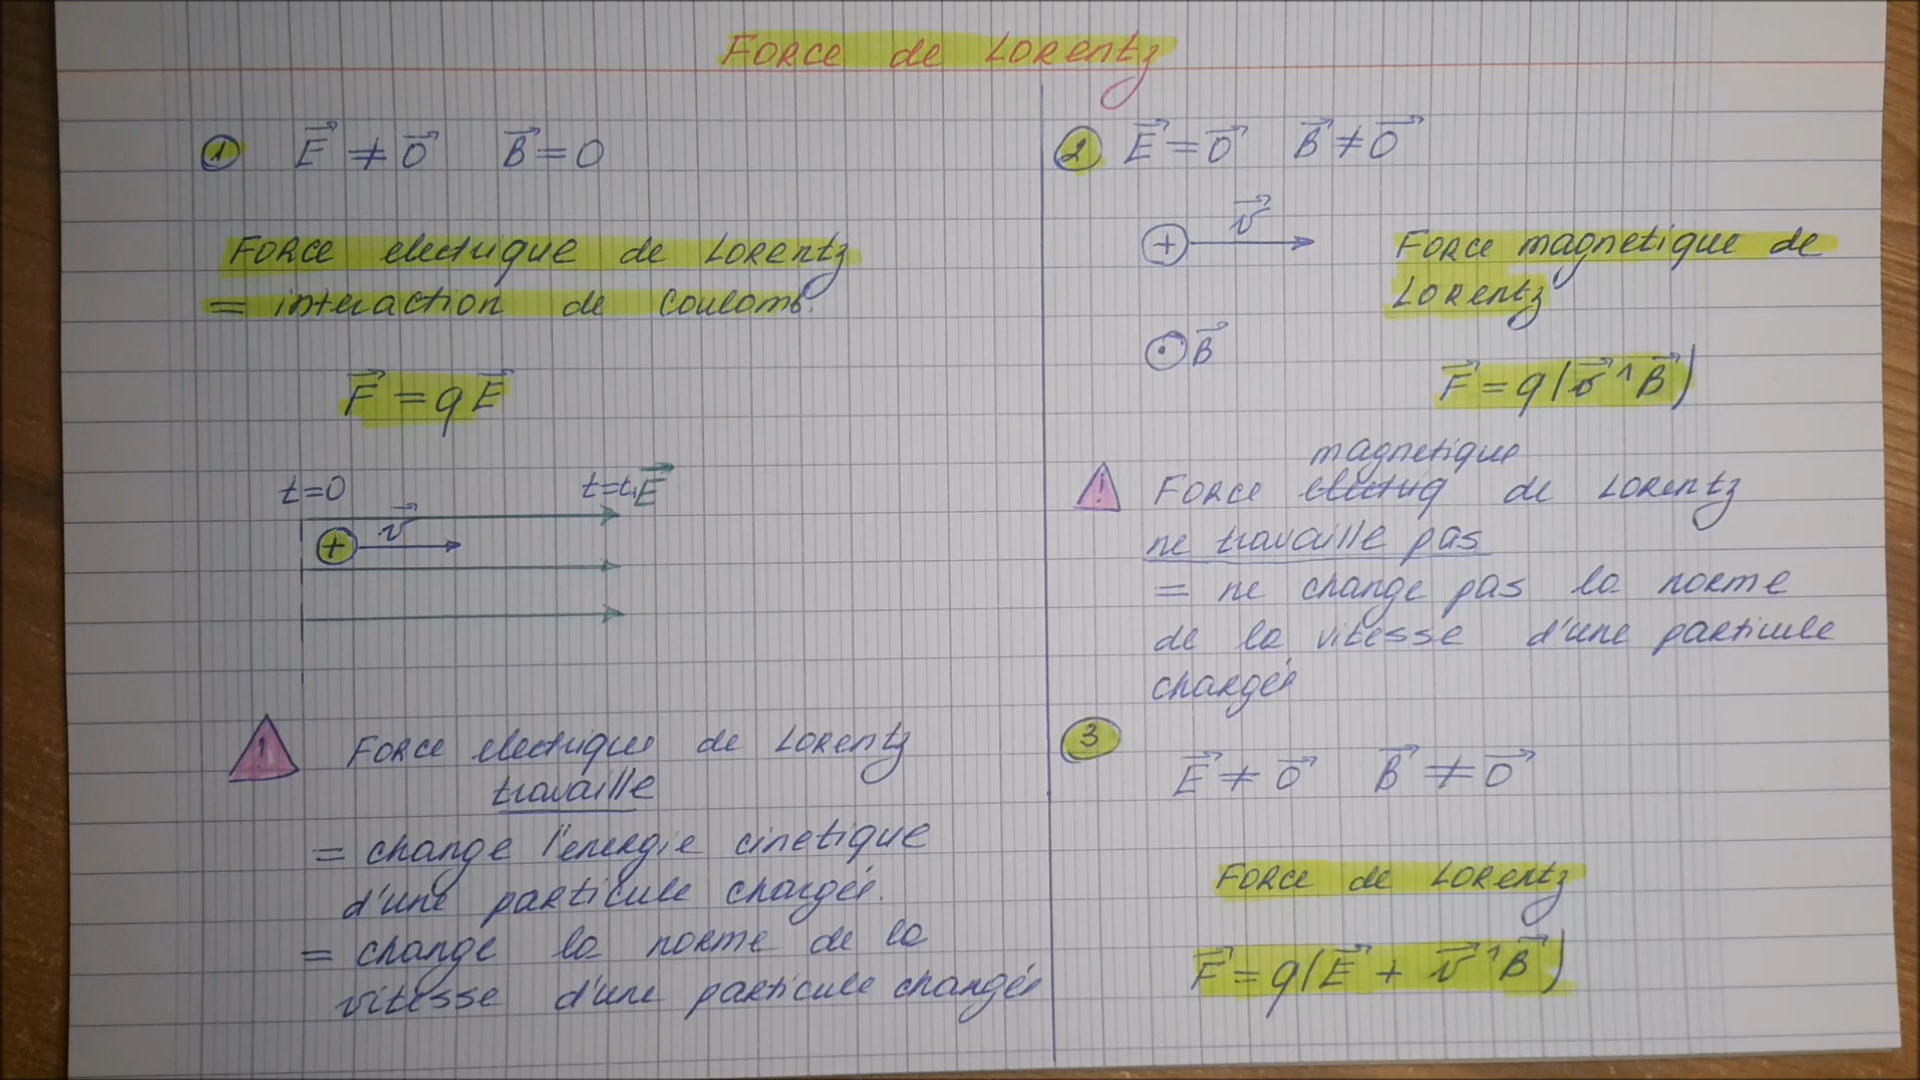 Force de Lorentz
1 E⃗ ≠ 0⃗ B⃗ = 0
Force electrique de Lorentz
= interaction de Coulomb.
F⃗ = qE⃗
t=0 t=t₁ E⃗
+ v⃗
! Force electrique de Lorentz
travaille
= change l'energie cinetique
d'une particule chargée.
= change la norme de la
vitesse d'une particule chargée
2 E⃗ = 0⃗ B⃗ ≠ 0⃗
+ v⃗
Force magnetique de
Lorentz
B⃗
F⃗ = q(v⃗ ^ B⃗)
magnetique
! Force electriq de Lorentz
ne travaille pas
= ne change pas la norme
de la vitesse d'une particule
chargée
3
E⃗ ≠ 0⃗ B⃗ ≠ 0⃗
Force de Lorentz
F⃗ = q(E⃗ + v⃗ ^ B⃗)